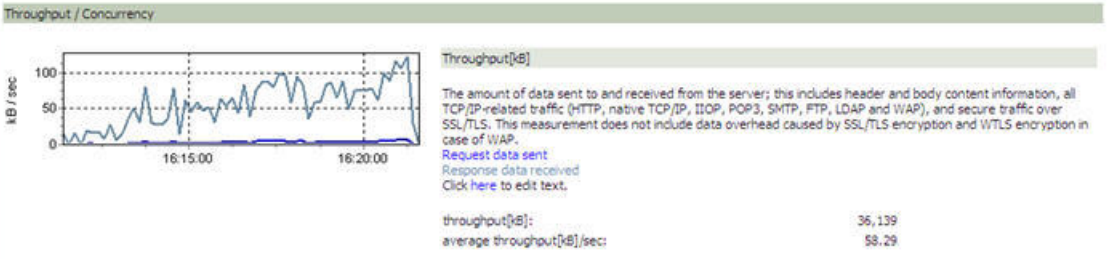 Throughput / Concurrency
Throughput[kB]
kB / sec
100
50
0
16:15:00
16:20:00
The amount of data sent to and received from the server; this includes header and body content information, all
TCP/IP-related traffic (HTTP, native TCP/IP, IIOP, POP3, SMTP, FTP, LDAP and WAP), and secure traffic over
SSL/TLS. This measurement does not include data overhead caused by SSL/TLS encryption and WTLS encryption in
case of WAP.
Request data sent
Response data received
Click here to edit text.
throughput[kB]: 36,139
average throughput[kB]/sec: 58.29